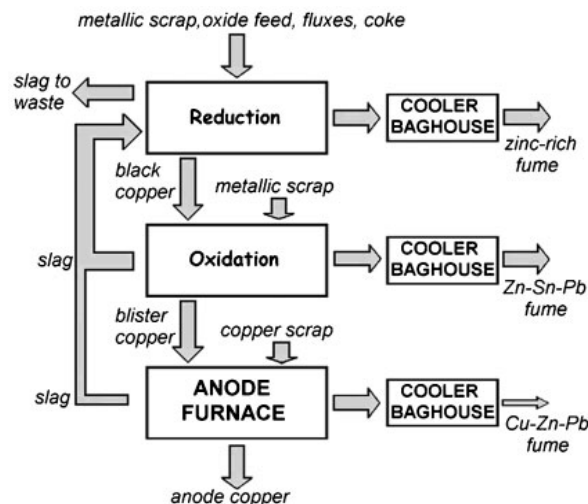 metallic scrap,oxide feed, fluxes, coke
slag to
waste
Reduction
COOLER
BAGHOUSE
zinc-rich
fume
black
copper
metallic scrap
slag
Oxidation
COOLER
BAGHOUSE
Zn-Sn-Pb
fume
blister
copper
copper scrap
slag
ANODE
FURNACE
COOLER
BAGHOUSE
Cu-Zn-Pb
fume
anode copper